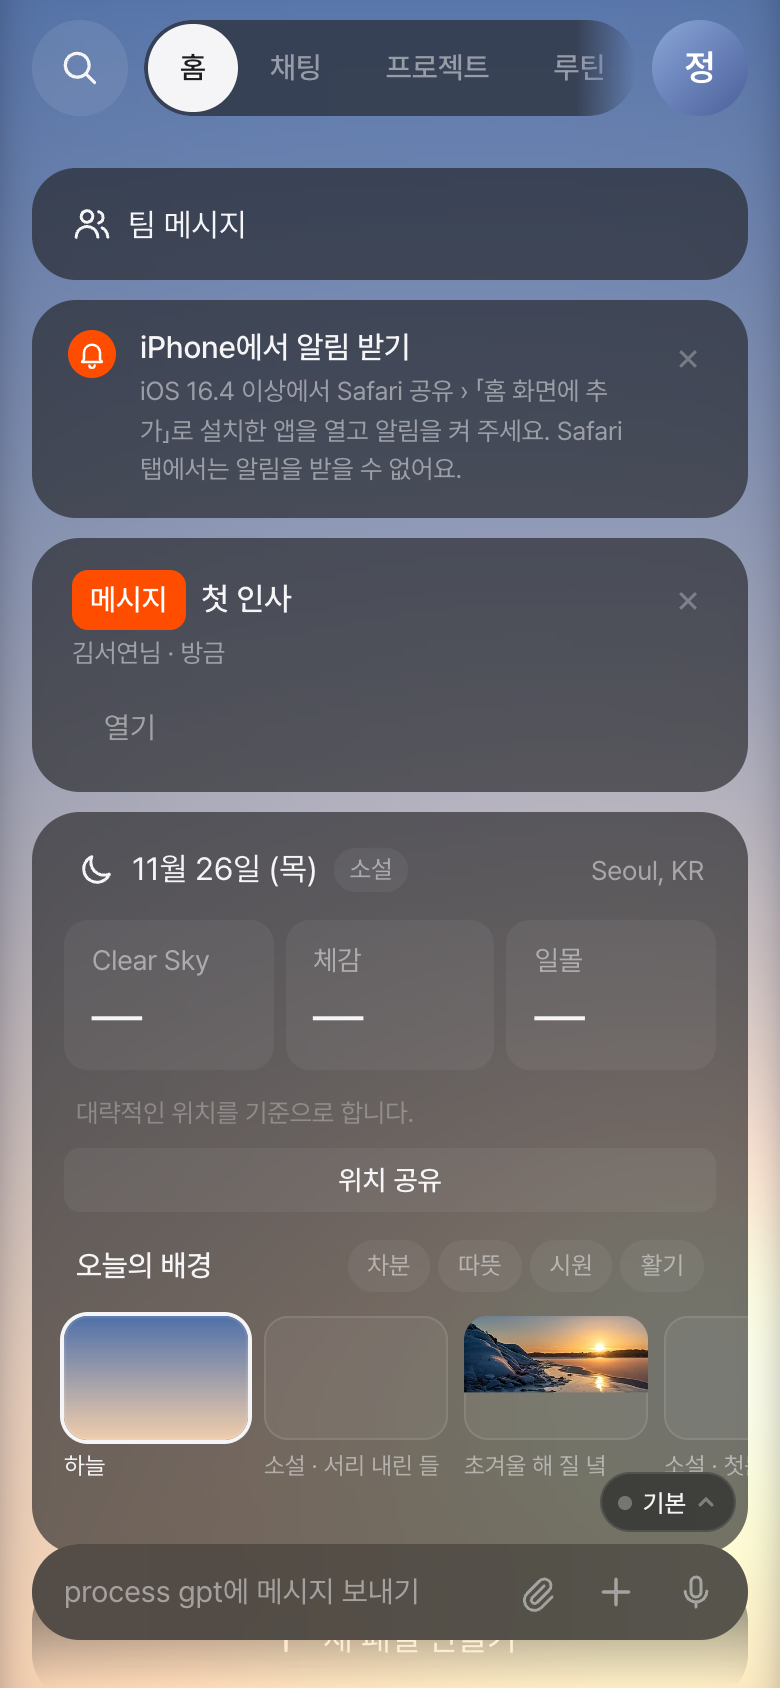 홈 채팅 프로젝트 루틴 정
팀 메시지
iPhone에서 알림 받기
iOS 16.4 이상에서 Safari 공유 › 「홈 화면에 추
가」로 설치한 앱을 열고 알림을 켜 주세요. Safari
탭에서는 알림을 받을 수 없어요.
메시지 첫 인사
김서연님 · 방금
열기
11월 26일 (목) 소설 Seoul, KR
Clear Sky 체감 일몰
— — —
대략적인 위치를 기준으로 합니다.
위치 공유
오늘의 배경 차분 따뜻 시원 활기
하늘 소설 · 서리 내린 들 초겨울 해 질 녘 소설 · 첫
기본
process gpt에 메시지 보내기